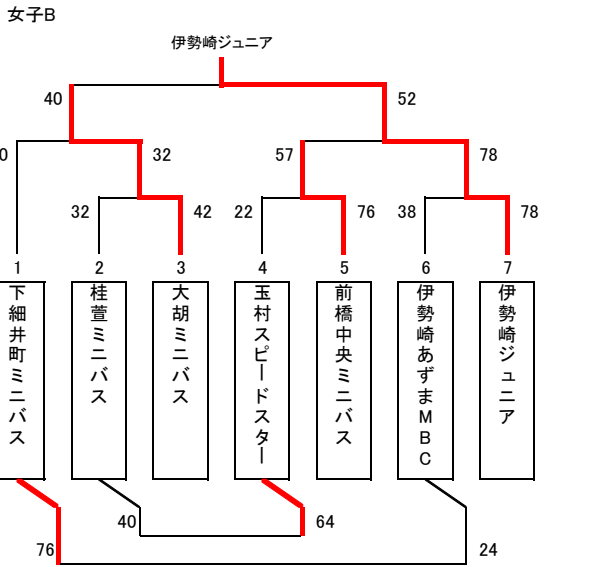 女子B
伊勢崎ジュニア
40
52
0
32
57
78
32
42
22
76
38
78
1
2
3
4
5
6
7
下細井町ミニバス
桂萱ミニバス
大胡ミニバス
玉村スピードスター
前橋中央ミニバス
伊勢崎あずまMBC
伊勢崎ジュニア
40
64
76
24